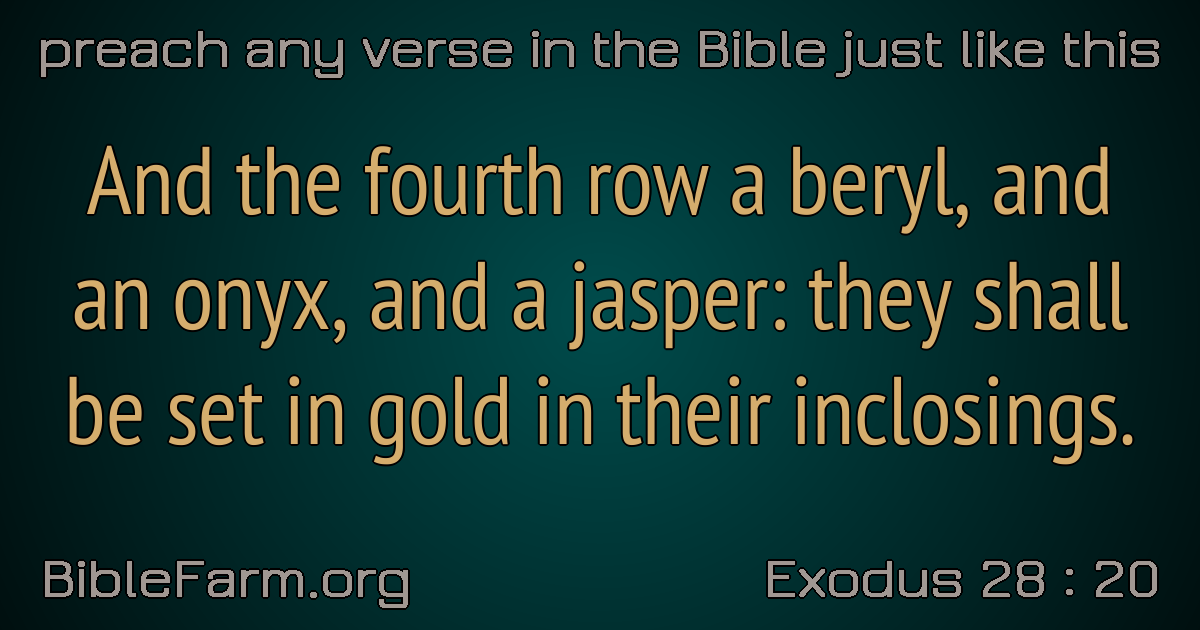 preach any verse in the Bible just like this
And the fourth row a beryl, and
an onyx, and a jasper: they shall
be set in gold in their inclosings.
BibleFarm.org
Exodus 28 : 20